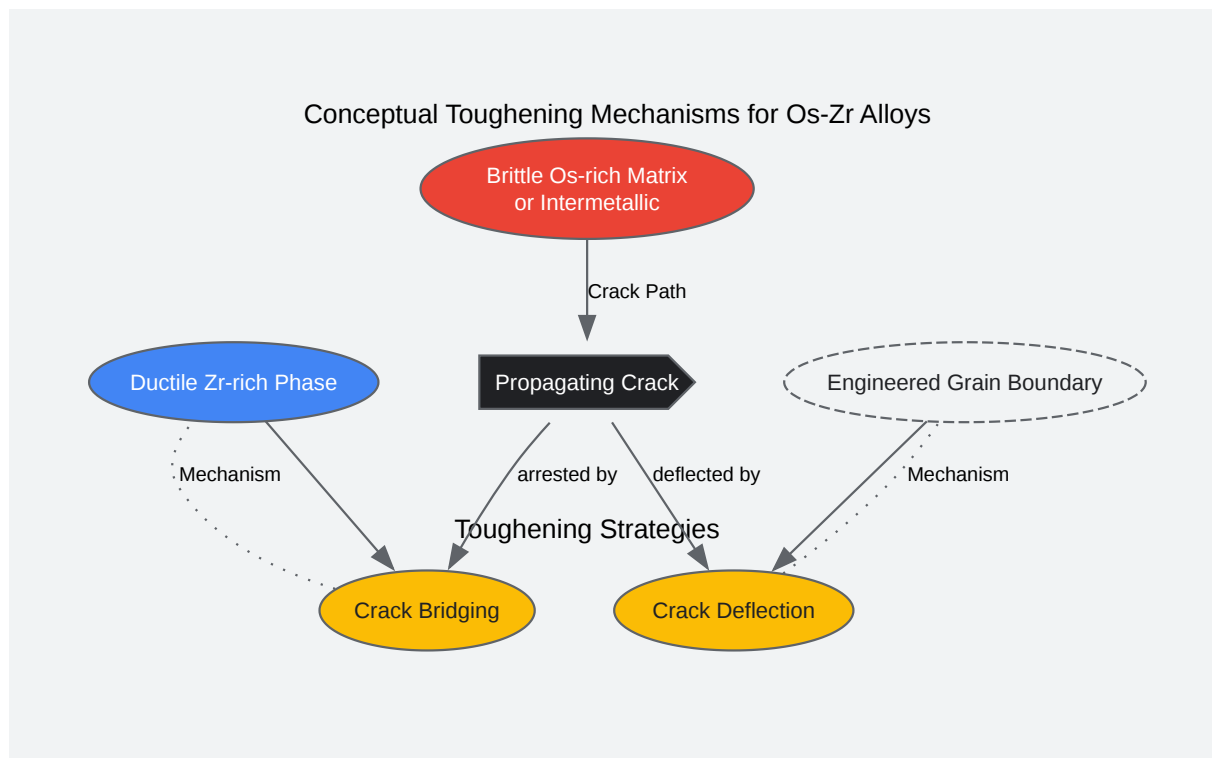 Conceptual Toughening Mechanisms for Os-Zr Alloys
Brittle Os-rich Matrix
or Intermetallic
Crack Path
Ductile Zr-rich Phase
Propagating Crack
Engineered Grain Boundary
Mechanism
arrested by
deflected by
Mechanism
Toughening Strategies
Crack Bridging
Crack Deflection